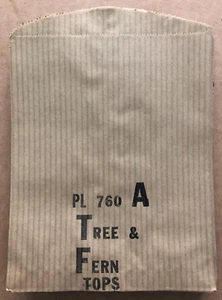 PL 760 A
TREE &
FERN
TOPS